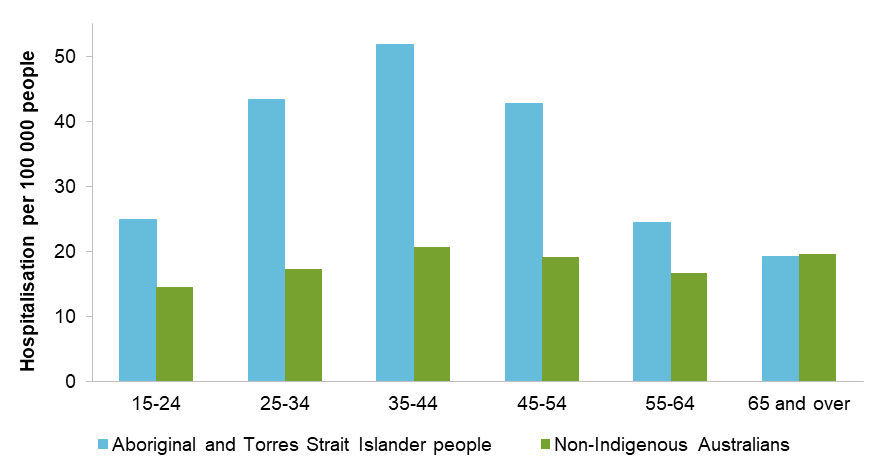 Hospitalisation per 100 000 people
50
40
30
20
10
0
15-24 25-34 35-44 45-54 55-64 65 and over
Aboriginal and Torres Strait Islander people Non-Indigenous Australians